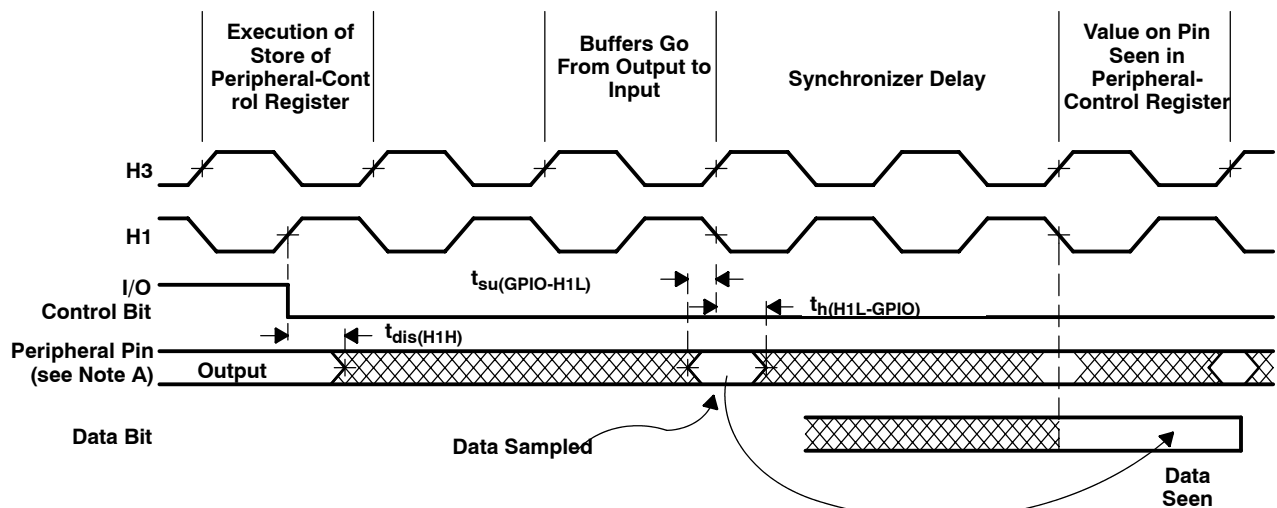 Execution of
Store of
Peripheral-Cont
rol Register
Buffers Go
From Output to
Input
Synchronizer Delay
Value on Pin
Seen in
Peripheral-
Control Register
H3
H1
I/O
Control Bit
tsu(GPIO-H1L)
th(H1L-GPIO)
tdis(H1H)
Peripheral Pin
(see Note A)
Output
Data Bit
Data Sampled
Data
Seen